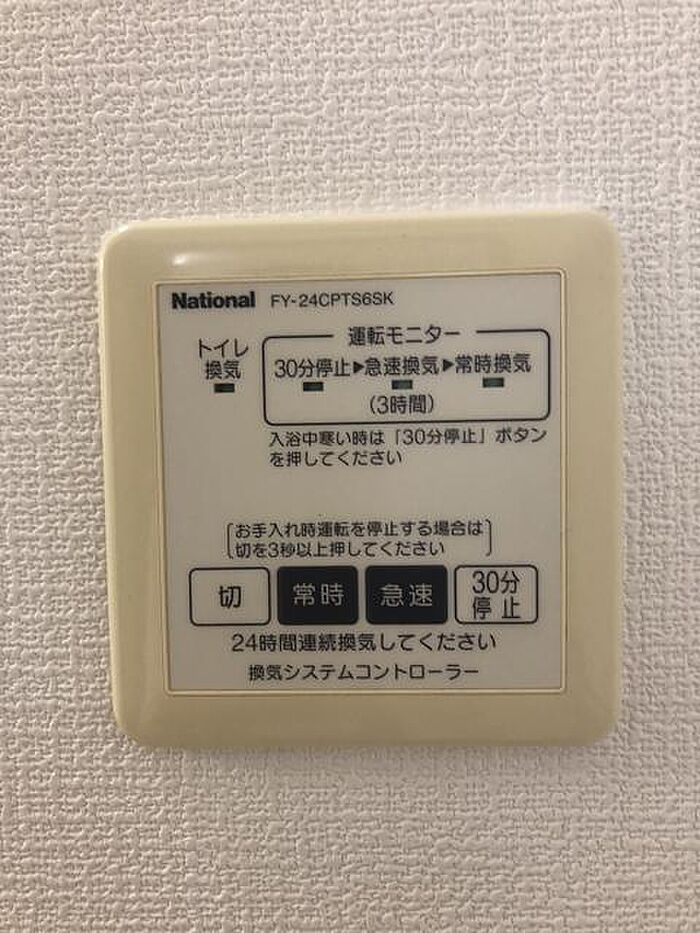 National FY-24CPTS6SK
運転モニター
トイレ
換気
30分停止▶急速換気▶常時換気
(3時間)
入浴中寒い時は「30分停止」ボタン
を押してください
お手入れ時運転を停止する場合は
切を3秒以上押してください
切 常時 急速 30分
停止
24時間連続換気してください
換気システムコントローラー